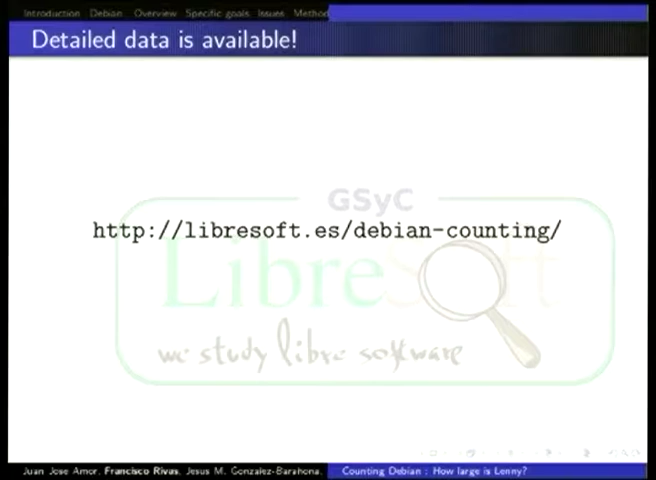 Introduction Debian Overview Specific goals Issues Method
Detailed data is available!
GSyC
http://libresoft.es/debian-counting/
LibreSoft
we study libre software
Juan Jose Amor, Francisco Rivas, Jesus M. Gonzalez-Barahona, Counting Debian : How large is Lenny?